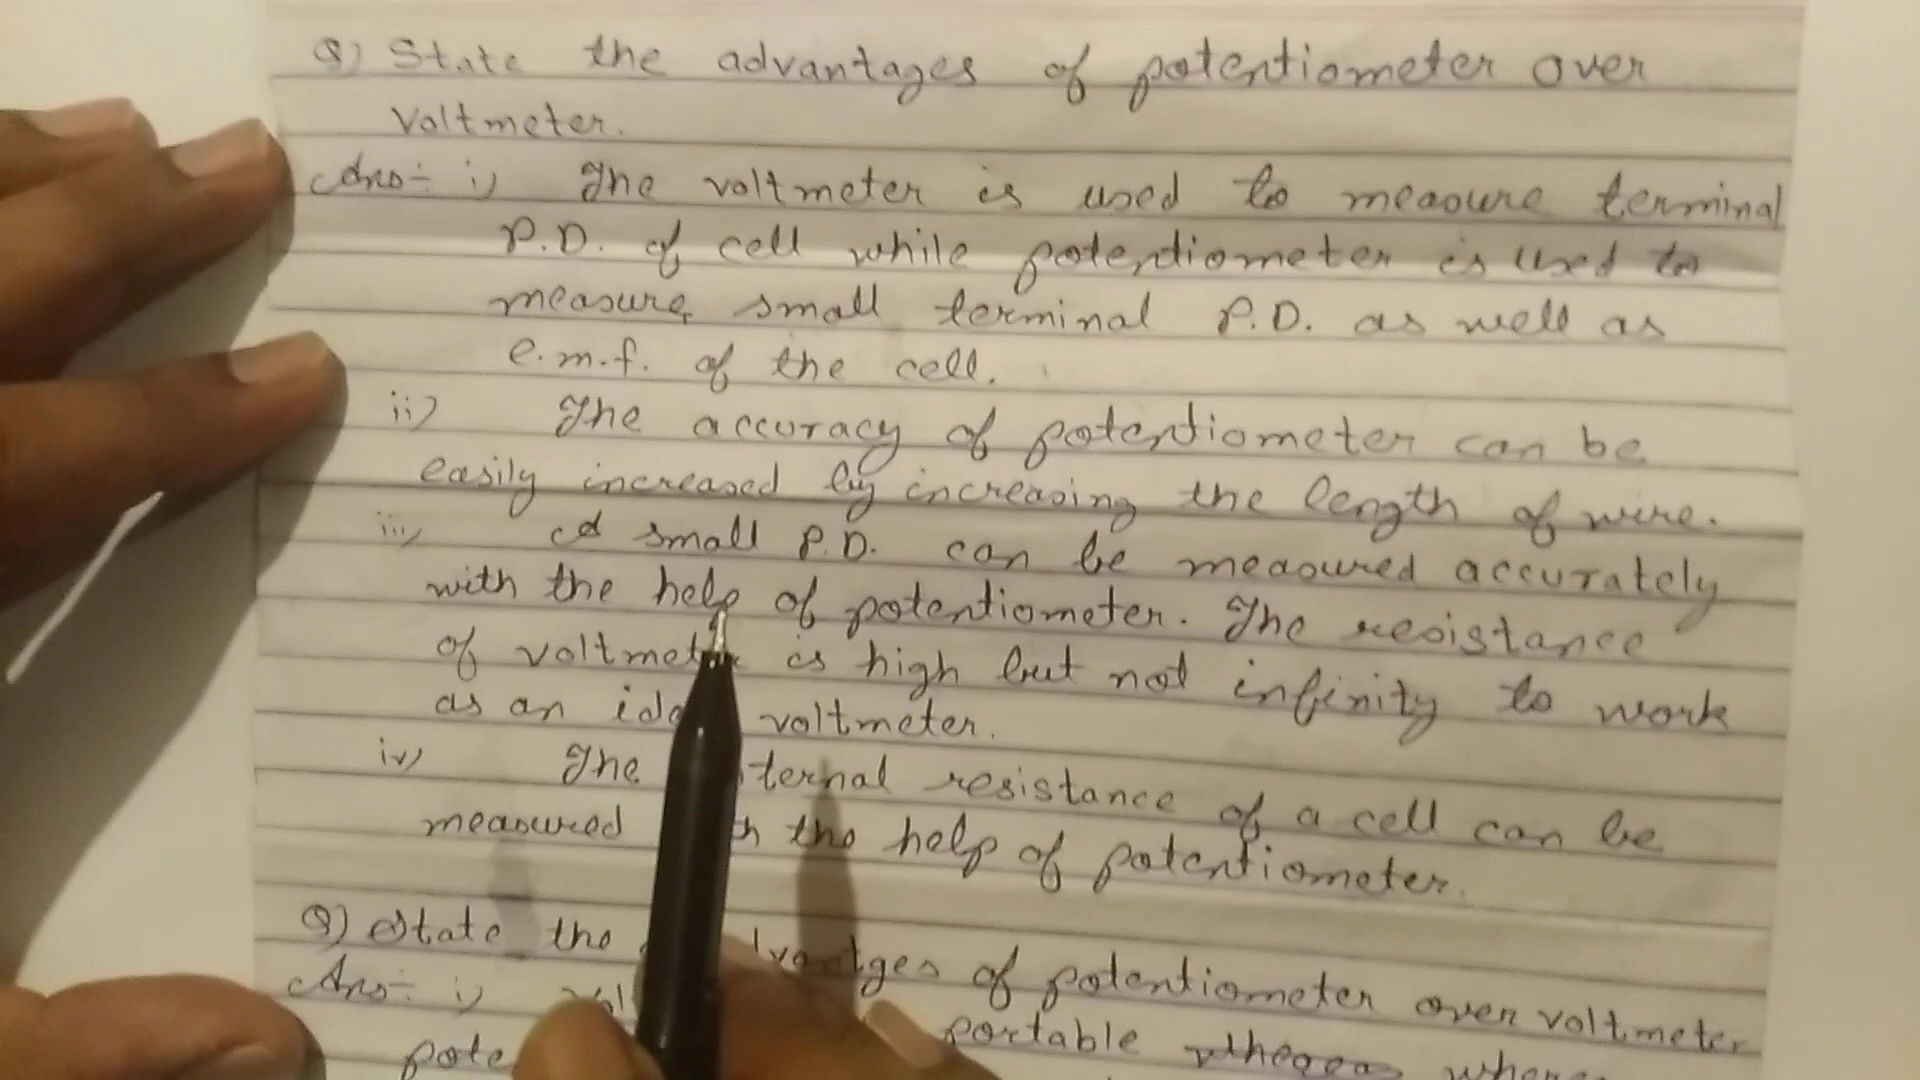 Q) State the advantages of potentiometer over
voltmeter.
Ans- i) The voltmeter is used to measure terminal
P.D. of cell while potentiometer is used to
measure small terminal P.D. as well as
e.m.f. of the cell.
ii) The accuracy of potentiometer can be
easily increased by increasing the length of wire.
iii) A small P.D. can be measured accurately
with the help of potentiometer. The resistance
of voltmeter is high but not infinity to work
as an voltmeter.
iv) The resistance of a cell can be
measured the help of potentiometer.
Q) State the of potentiometer over voltmeter
Ans- i)
portable